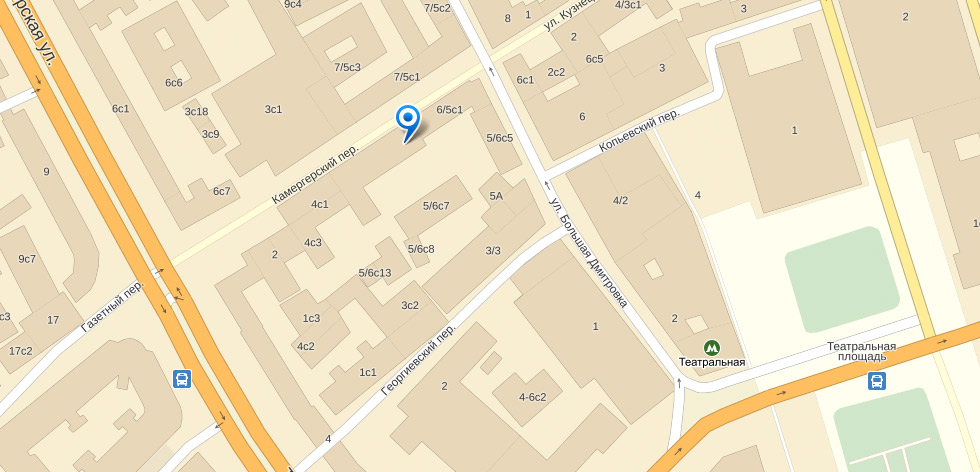 9с4
7/5с2
8
1
ул. Кузнец
4/3с1
3
2
рская ул.
2
6с5
7/5с3
7/5с1
2с2
3
6с6
6с1
6с1
3с1
3с18
6/5с1
6
3с9
5/6с5
Копьевский пер.
1
Камергерский пер.
9
6с7
5А
4
4с1
5/6с7
4/2
ул. Большая Дмитровка
4с3
5/6с8
3/3
2
9с7
5/6с13
3с2
Газетный пер.
с3
17
1с3
2
1
Георгиевский пер.
4с2
17с2
Театральная
Театральная
площадь
1с1
2
4-6с2
4